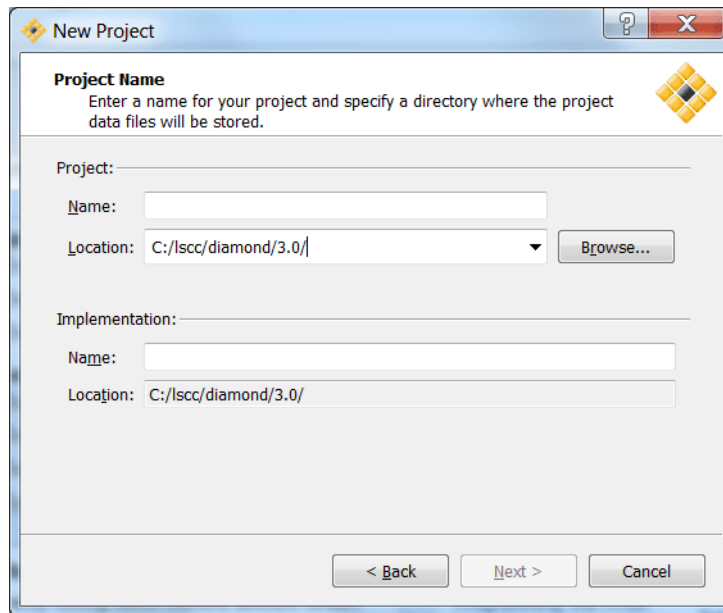 New Project
Project Name
Enter a name for your project and specify a directory where the project
data files will be stored.
Project:
Name:
Location: C:/lscc/diamond/3.0/ Browse...
Implementation:
Name:
Location: C:/lscc/diamond/3.0/
< Back Next > Cancel